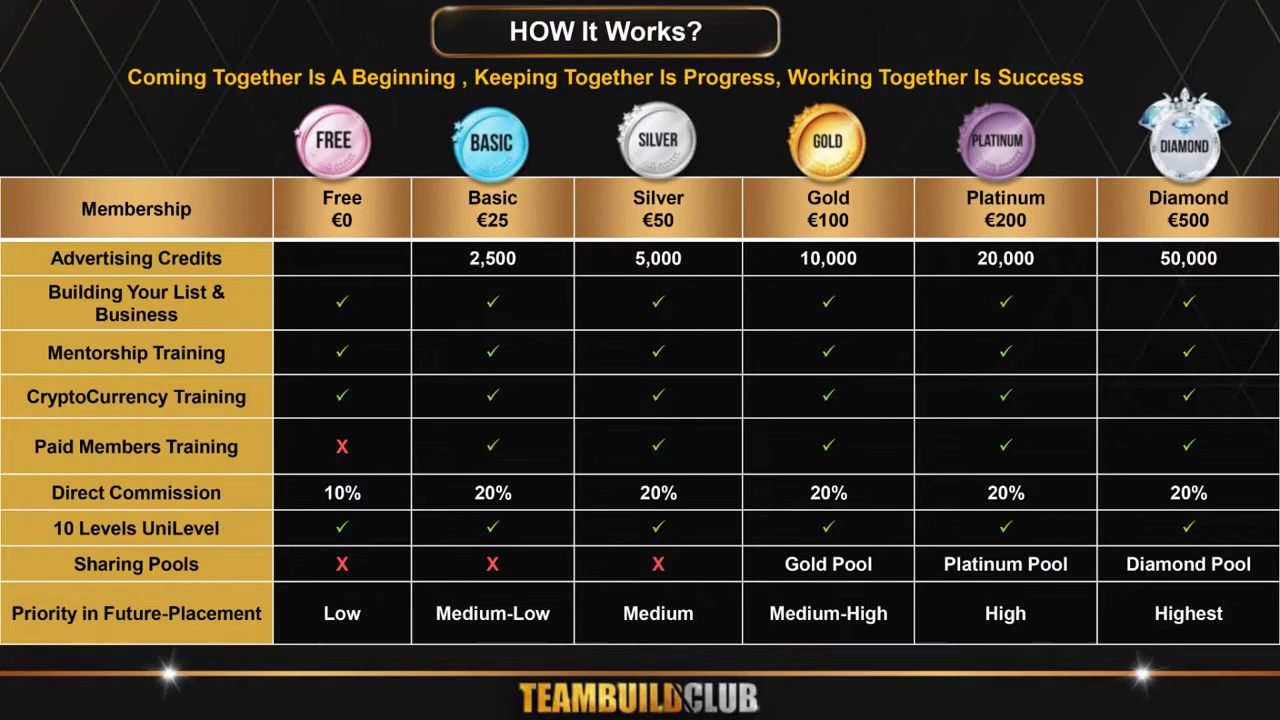 HOW It Works?
Coming Together Is A Beginning , Keeping Together Is Progress, Working Together Is Success
FREE BASIC SILVER GOLD PLATINUM DIAMOND
Membership Free €0 Basic €25 Silver €50 Gold €100 Platinum €200 Diamond €500
Advertising Credits 2,500 5,000 10,000 20,000 50,000
Building Your List &
Business ✓ ✓ ✓ ✓ ✓ ✓
Mentorship Training ✓ ✓ ✓ ✓ ✓ ✓
CryptoCurrency Training ✓ ✓ ✓ ✓ ✓ ✓
Paid Members Training X ✓ ✓ ✓ ✓ ✓
Direct Commission 10% 20% 20% 20% 20% 20%
10 Levels UniLevel ✓ ✓ ✓ ✓ ✓ ✓
Sharing Pools X X X Gold Pool Platinum Pool Diamond Pool
Priority in Future-Placement Low Medium-Low Medium Medium-High High Highest
TEAMBUILDCLUB